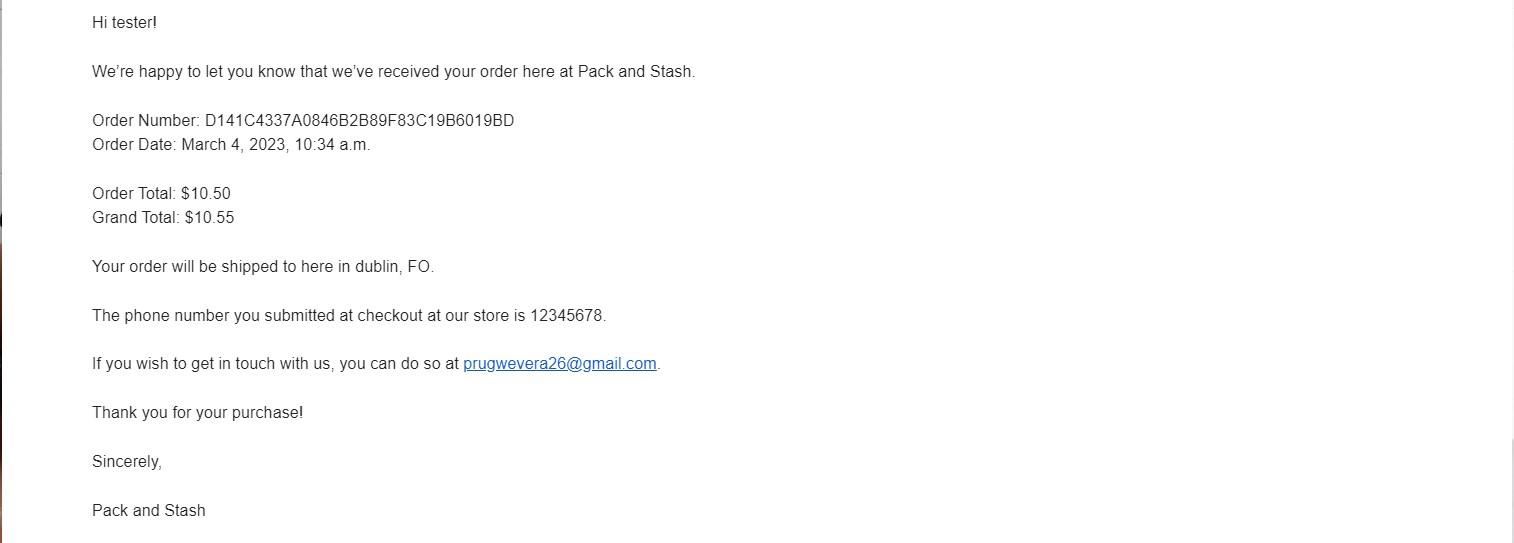 Hi tester!
We’re happy to let you know that we’ve received your order here at Pack and Stash.
Order Number: D141C4337A0846B2B89F83C19B6019BD
Order Date: March 4, 2023, 10:34 a.m.
Order Total: $10.50
Grand Total: $10.55
Your order will be shipped to here in dublin, FO.
The phone number you submitted at checkout at our store is 12345678.
If you wish to get in touch with us, you can do so at prugwevera26@gmail.com.
Thank you for your purchase!
Sincerely,
Pack and Stash